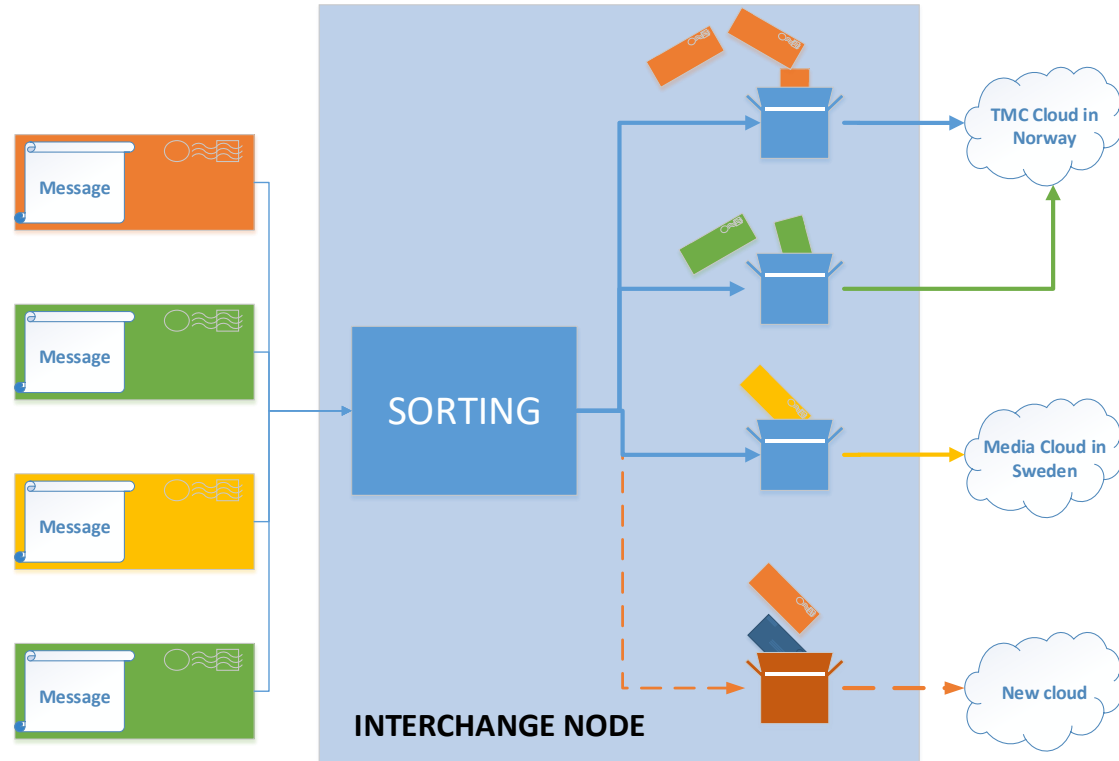 Message
Message
Message
Message
SORTING
INTERCHANGE NODE
TMC Cloud in
Norway
Media Cloud in
Sweden
New cloud